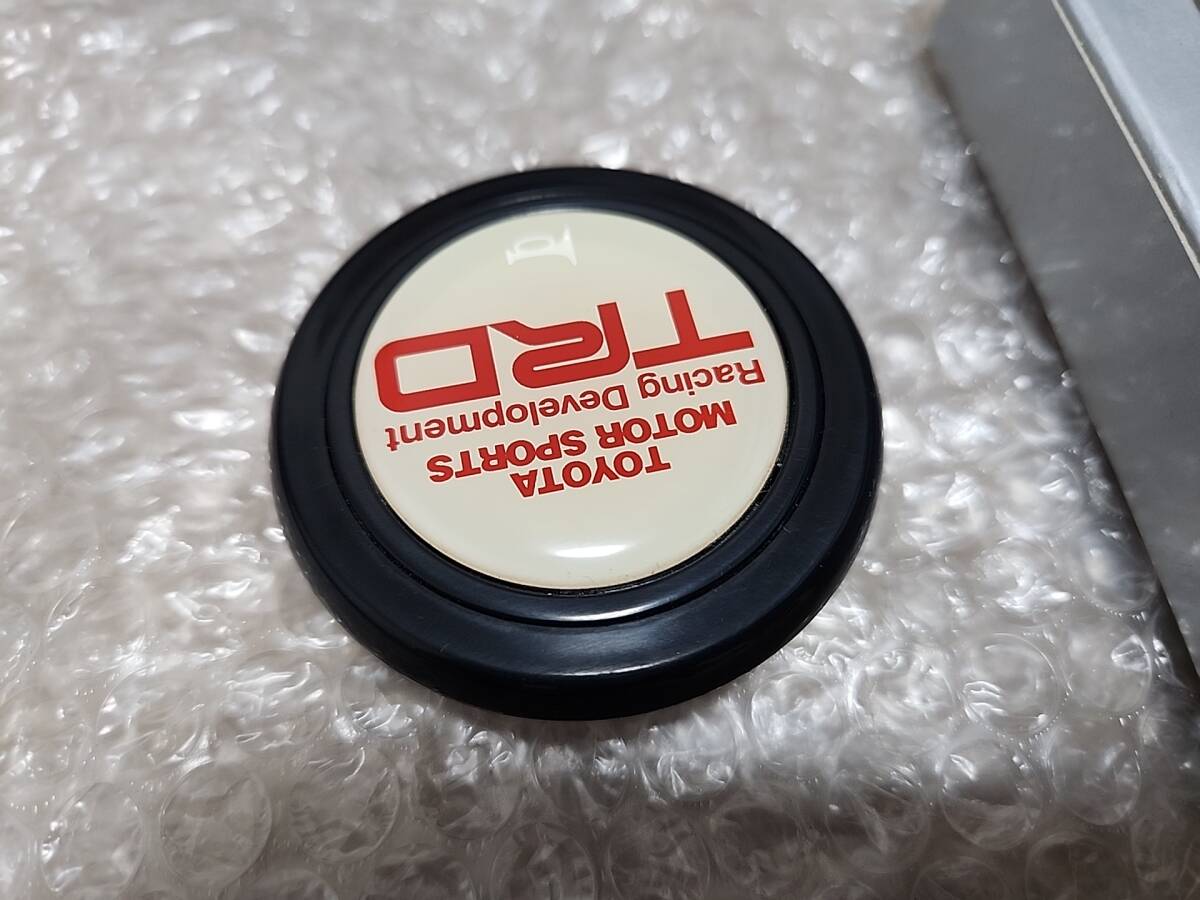 TOYOTA
MOTOR SPORTS
Racing Development
TRD